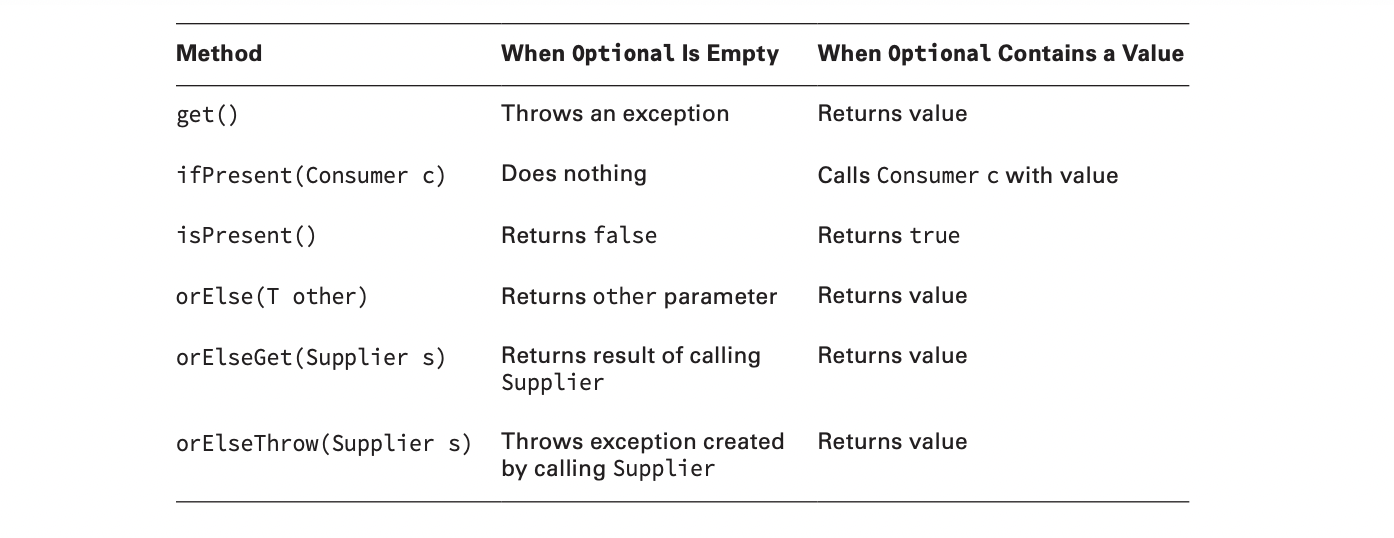 Method When Optional Is Empty When Optional Contains a Value
get() Throws an exception Returns value
ifPresent(Consumer c) Does nothing Calls Consumer c with value
isPresent() Returns false Returns true
orElse(T other) Returns other parameter Returns value
orElseGet(Supplier s) Returns result of calling Returns value
Supplier
orElseThrow(Supplier s) Throws exception created Returns value
by calling Supplier